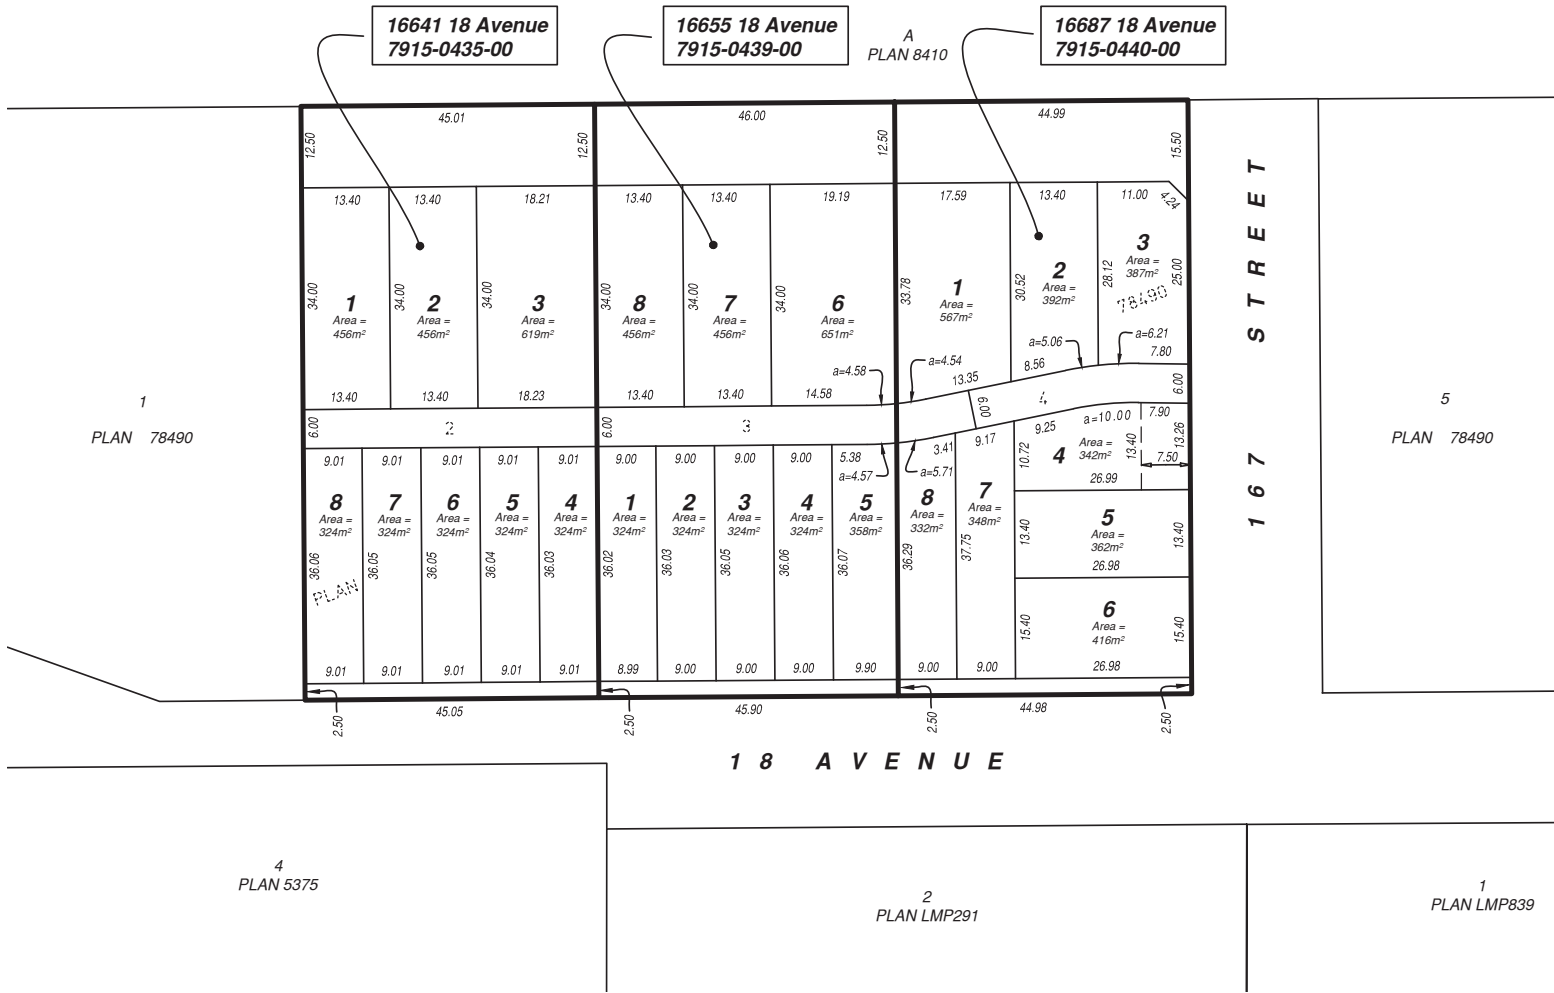 16641 18 Avenue
7915-0435-00
16655 18 Avenue
7915-0439-00
A
PLAN 8410
16687 18 Avenue
7915-0440-00
45.01
46.00
44.99
12.50
12.50
12.50
15.50
13.40
13.40
18.21
13.40
13.40
19.19
17.59
13.40
11.00
4.24
34.00
1
Area =
456m²
34.00
2
Area =
456m²
34.00
3
Area =
619m²
34.00
8
Area =
456m²
34.00
7
Area =
456m²
34.00
6
Area =
651m²
33.78
1
Area =
567m²
30.52
2
Area =
392m²
28.12
3
Area =
387m²
25.00
78490
a=4.58
a=4.54
a=5.06
a=6.21
7.80
13.40
13.40
18.23
13.40
13.40
14.58
13.35
8.56
6.00
2
6.00
3
6.00
4
6.00
1
PLAN 78490
5
PLAN 78490
167 STREET
9.01
9.01
9.01
9.01
9.01
9.00
9.00
9.00
9.00
5.38
a=4.57
3.41
a=5.71
9.17
9.25
a=10.00
7.90
10.72
4
Area =
342m²
13.40
13.26
7.50
26.99
8
Area =
324m²
7
Area =
324m²
6
Area =
324m²
5
Area =
324m²
4
Area =
324m²
1
Area =
324m²
2
Area =
324m²
3
Area =
324m²
4
Area =
324m²
5
Area =
358m²
8
Area =
332m²
7
Area =
348m²
13.40
5
Area =
362m²
13.40
26.98
36.06
36.05
36.05
36.04
36.03
36.02
36.03
36.05
36.06
36.07
36.29
37.75
PLAN
15.40
6
Area =
416m²
15.40
26.98
9.01
9.01
9.01
9.01
9.01
8.99
9.00
9.00
9.00
9.90
9.00
9.00
2.50
45.05
2.50
45.90
2.50
44.98
2.50
18 AVENUE
4
PLAN 5375
2
PLAN LMP291
1
PLAN LMP839